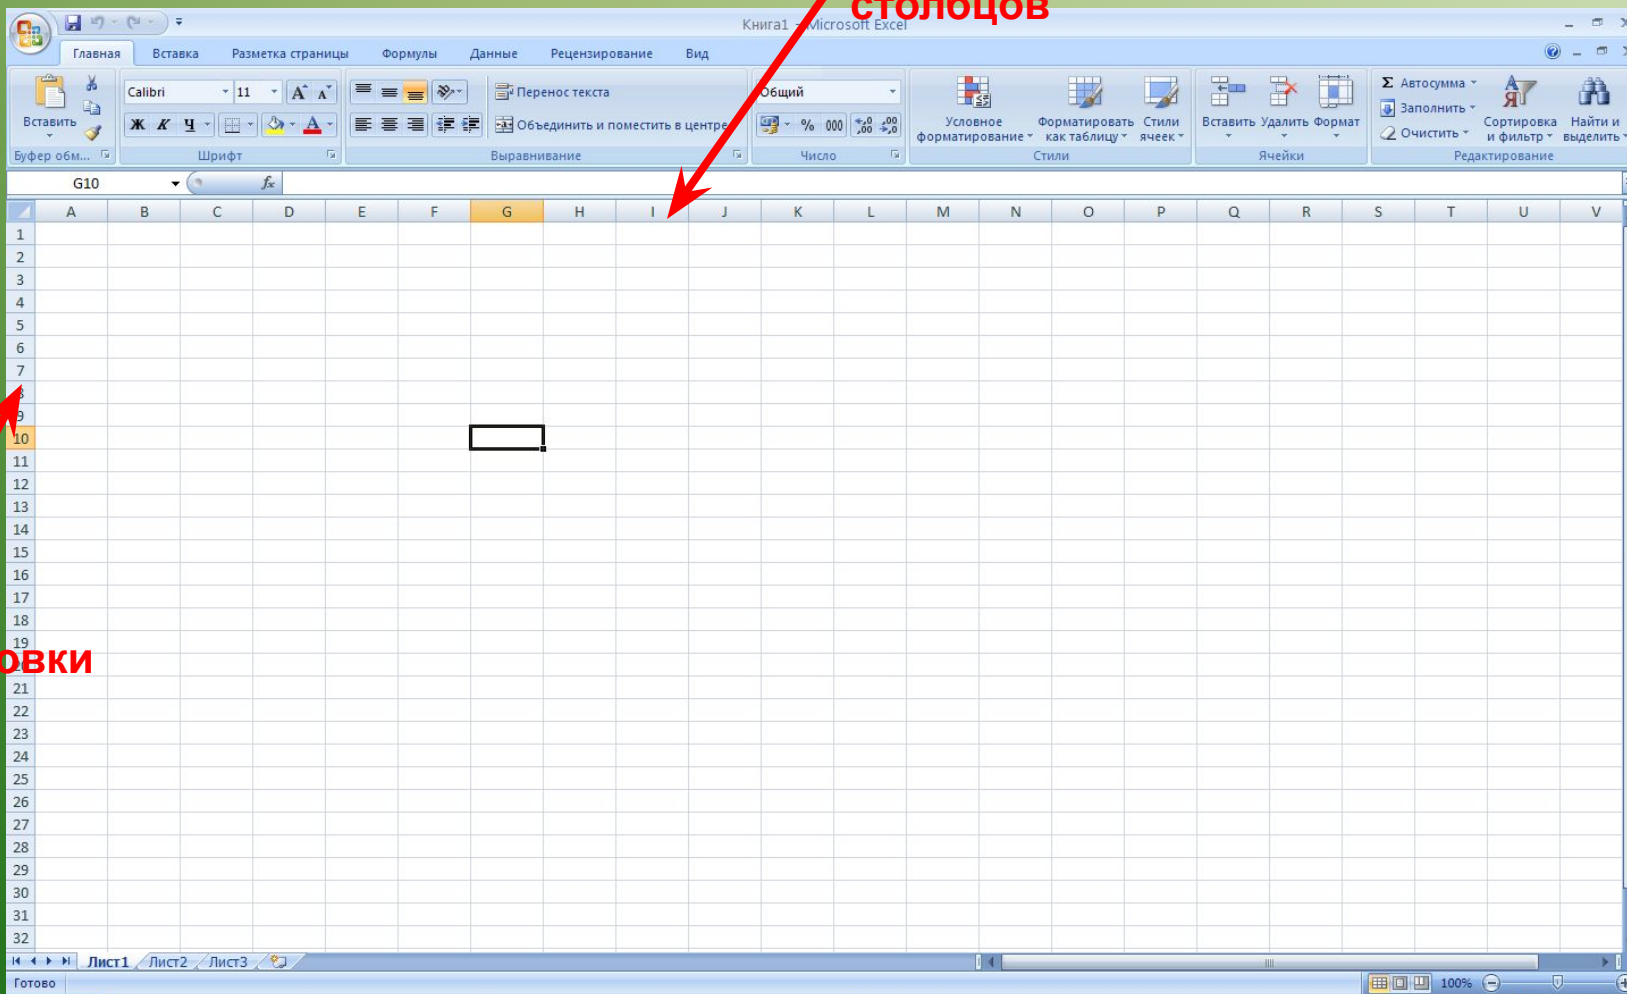 столбцов
Книга1 - Microsoft Excel
Главная Вставка Разметка страницы Формулы Данные Рецензирование Вид
Calibri 11 Перенос текста Общий Σ Автосумма
Вставить Ж К Ч Объединить и поместить в центре % 000 Условное форматирование Форматировать как таблицу Стили ячеек Вставить Удалить Формат Заполнить Очистить Сортировка и фильтр Найти и выделить
Буфер обм... Шрифт Выравнивание Число Стили Ячейки Редактирование
G10 fx
A B C D E F G H I J K L M N O P Q R S T U V
1
2
3
4
5
6
7
8
9
10
11
12
13
14
15
16
17
18
19
овки
21
22
23
24
25
26
27
28
29
30
31
32
Лист1 Лист2 Лист3
Готово 100%